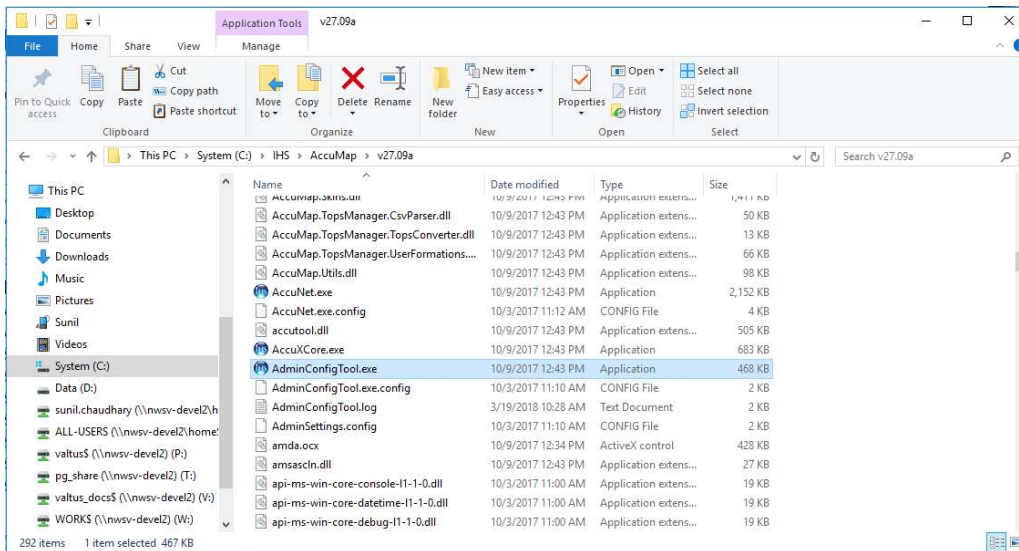 Application Tools v27.09a
File Home Share View Manage
Pin to Quick access
Copy
Paste
Cut
Copy path
Paste shortcut
Clipboard
Move to
Copy to
Delete
Rename
Organize
New folder
New item
Easy access
New
Properties
Open
Edit
History
Open
Select all
Select none
Invert selection
Select
This PC > System (C:) > IHS > AccuMap > v27.09a
Search v27.09a
This PC
Desktop
Documents
Downloads
Music
Pictures
Sunil
Videos
System (C:)
Data (D:)
sunil.chaudhary (\\nwsv-devel2\h
ALL-USERS (\\nwsv-devel2\home:
valtus$ (\\nwsv-devel2) (P:)
pg_share (\\nwsv-devel2) (T:)
valtus_docs$ (\\nwsv-devel2) (V:)
WORK$ (\\nwsv-devel2) (W:)
Name Date modified Type Size
AccuMap.Skins.dll 10/9/2017 12:43 PM Application extens... 1,411 KB
AccuMap.TopsManager.CsvParser.dll 10/9/2017 12:43 PM Application extens... 50 KB
AccuMap.TopsManager.TopsConverter.dll 10/9/2017 12:43 PM Application extens... 13 KB
AccuMap.TopsManager.UserFormations.... 10/9/2017 12:43 PM Application extens... 66 KB
AccuMap.Utils.dll 10/9/2017 12:43 PM Application extens... 98 KB
AccuNet.exe 10/9/2017 12:43 PM Application 2,152 KB
AccuNet.exe.config 10/3/2017 11:12 AM CONFIG File 4 KB
accutool.dll 10/9/2017 12:43 PM Application extens... 505 KB
AccuXCore.exe 10/9/2017 12:43 PM Application 683 KB
AdminConfigTool.exe 10/9/2017 12:43 PM Application 468 KB
AdminConfigTool.exe.config 10/3/2017 11:10 AM CONFIG File 2 KB
AdminConfigTool.log 3/19/2018 10:28 AM Text Document 2 KB
AdminSettings.config 10/3/2017 11:10 AM CONFIG File 2 KB
amda.ocx 10/9/2017 12:34 PM ActiveX control 428 KB
amsascln.dll 10/9/2017 12:43 PM Application extens... 27 KB
api-ms-win-core-console-l1-1-0.dll 10/3/2017 11:00 AM Application extens... 19 KB
api-ms-win-core-datetime-l1-1-0.dll 10/3/2017 11:00 AM Application extens... 19 KB
api-ms-win-core-debug-l1-1-0.dll 10/3/2017 11:00 AM Application extens... 19 KB
292 items 1 item selected 467 KB